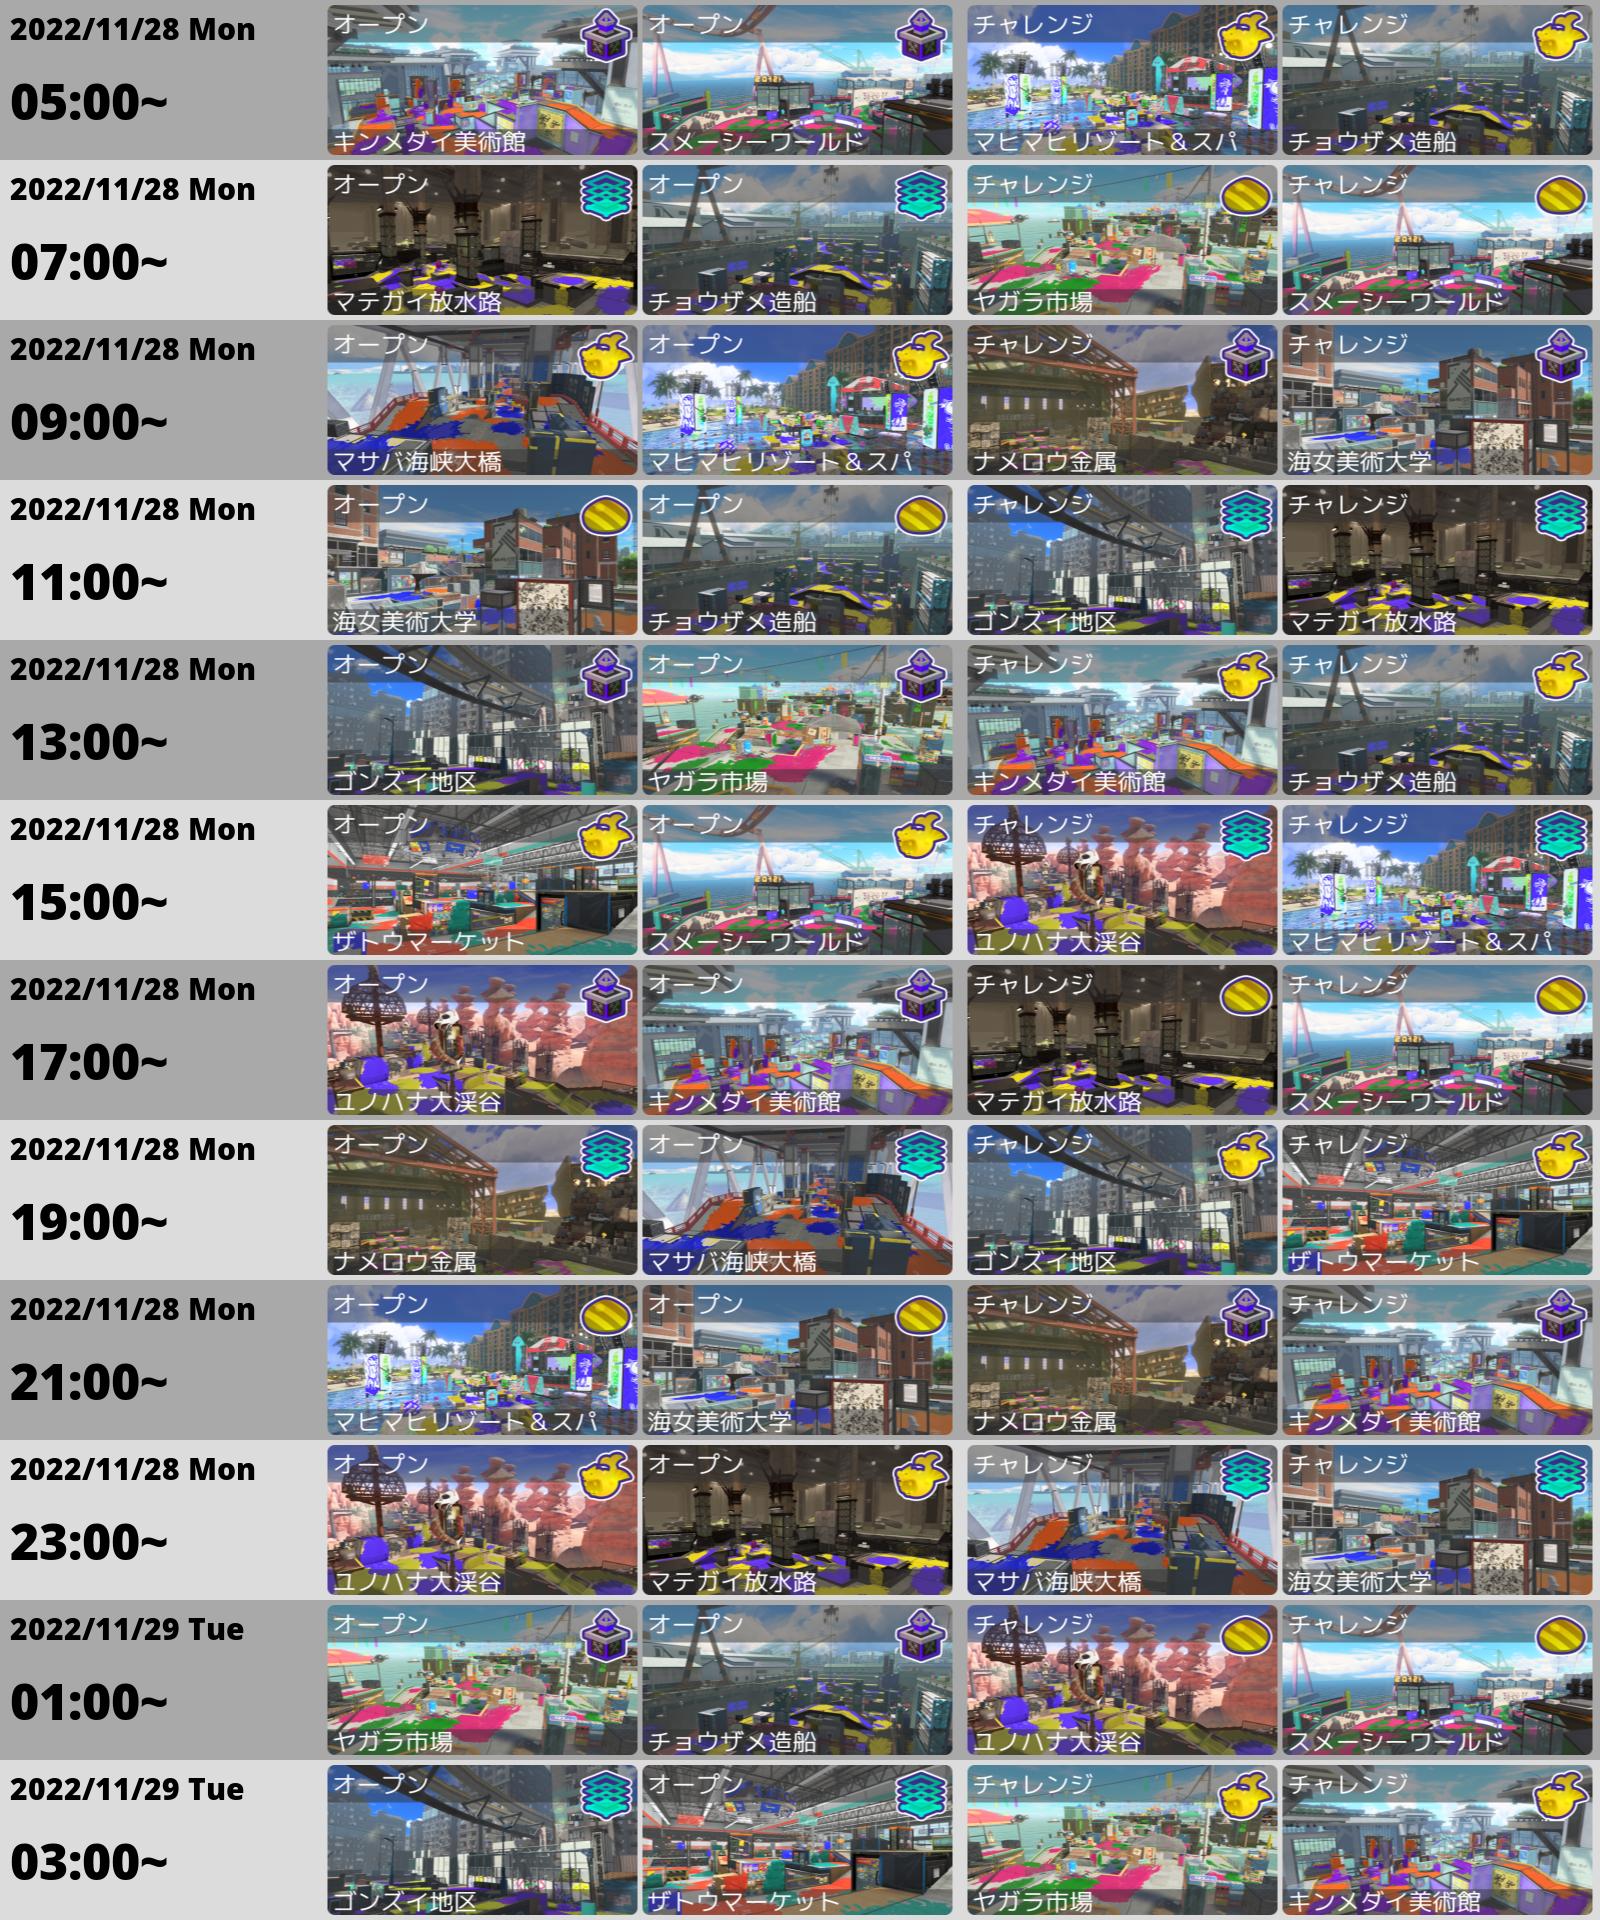 2022/11/28 Mon
05:00~
オープン
キンメダイ美術館
オープン
スメーシーワールド
チャレンジ
マヒマヒリゾート＆スパ
チャレンジ
チョウザメ造船
2022/11/28 Mon
07:00~
オープン
マテガイ放水路
オープン
チョウザメ造船
チャレンジ
ヤガラ市場
チャレンジ
スメーシーワールド
2022/11/28 Mon
09:00~
オープン
マサバ海峡大橋
オープン
マヒマヒリゾート＆スパ
チャレンジ
ナメロウ金属
チャレンジ
海女美術大学
2022/11/28 Mon
11:00~
オープン
海女美術大学
オープン
チョウザメ造船
チャレンジ
ゴンズイ地区
チャレンジ
マテガイ放水路
2022/11/28 Mon
13:00~
オープン
ゴンズイ地区
オープン
ヤガラ市場
チャレンジ
キンメダイ美術館
チャレンジ
チョウザメ造船
2022/11/28 Mon
15:00~
オープン
ザトウマーケット
オープン
スメーシーワールド
チャレンジ
ユノハナ大渓谷
チャレンジ
マヒマヒリゾート＆スパ
2022/11/28 Mon
17:00~
オープン
ユノハナ大渓谷
オープン
キンメダイ美術館
チャレンジ
マテガイ放水路
チャレンジ
スメーシーワールド
2022/11/28 Mon
19:00~
オープン
ナメロウ金属
オープン
マサバ海峡大橋
チャレンジ
ゴンズイ地区
チャレンジ
ザトウマーケット
2022/11/28 Mon
21:00~
オープン
マヒマヒリゾート＆スパ
オープン
海女美術大学
チャレンジ
ナメロウ金属
チャレンジ
キンメダイ美術館
2022/11/28 Mon
23:00~
オープン
ユノハナ大渓谷
オープン
マテガイ放水路
チャレンジ
マサバ海峡大橋
チャレンジ
海女美術大学
2022/11/29 Tue
01:00~
オープン
ヤガラ市場
オープン
チョウザメ造船
チャレンジ
ユノハナ大渓谷
チャレンジ
スメーシーワールド
2022/11/29 Tue
03:00~
オープン
ゴンズイ地区
オープン
ザトウマーケット
チャレンジ
ヤガラ市場
チャレンジ
キンメダイ美術館